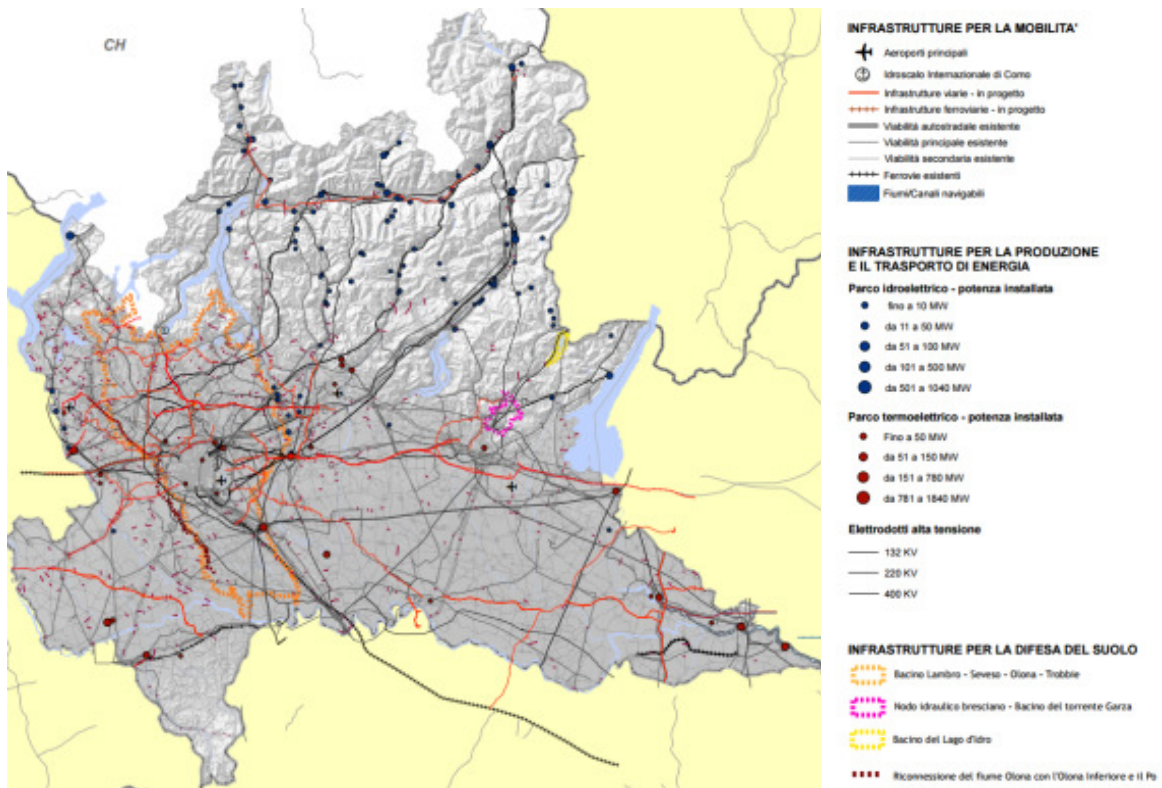 CH
INFRASTRUTTURE PER LA MOBILITA'
Aeroporti principali
Idroscalo Internazionale di Como
Infrastrutture viarie - in progetto
Infrastrutture ferroviarie - in progetto
Viabilità autostradale esistente
Viabilità principale esistente
Viabilità secondaria esistente
Ferrovie esistenti
Fiumi/Canali navigabili
INFRASTRUTTURE PER LA PRODUZIONE
E IL TRASPORTO DI ENERGIA
Parco idroelettrico - potenza installata
fino a 10 MW
da 11 a 50 MW
da 51 a 100 MW
da 101 a 500 MW
da 501 a 1040 MW
Parco termoelettrico - potenza installata
Fino a 50 MW
da 51 a 150 MW
da 151 a 780 MW
da 781 a 1840 MW
Elettrodotti alta tensione
132 KV
220 KV
400 KV
INFRASTRUTTURE PER LA DIFESA DEL SUOLO
Bacino Lambro - Seveso - Olona - Trobbie
Nodo idraulico bresciano - Bacino del torrente Garza
Bacino del Lago d'Idro
Riconnessione del fiume Olona con l'Olona Inferiore e il Po